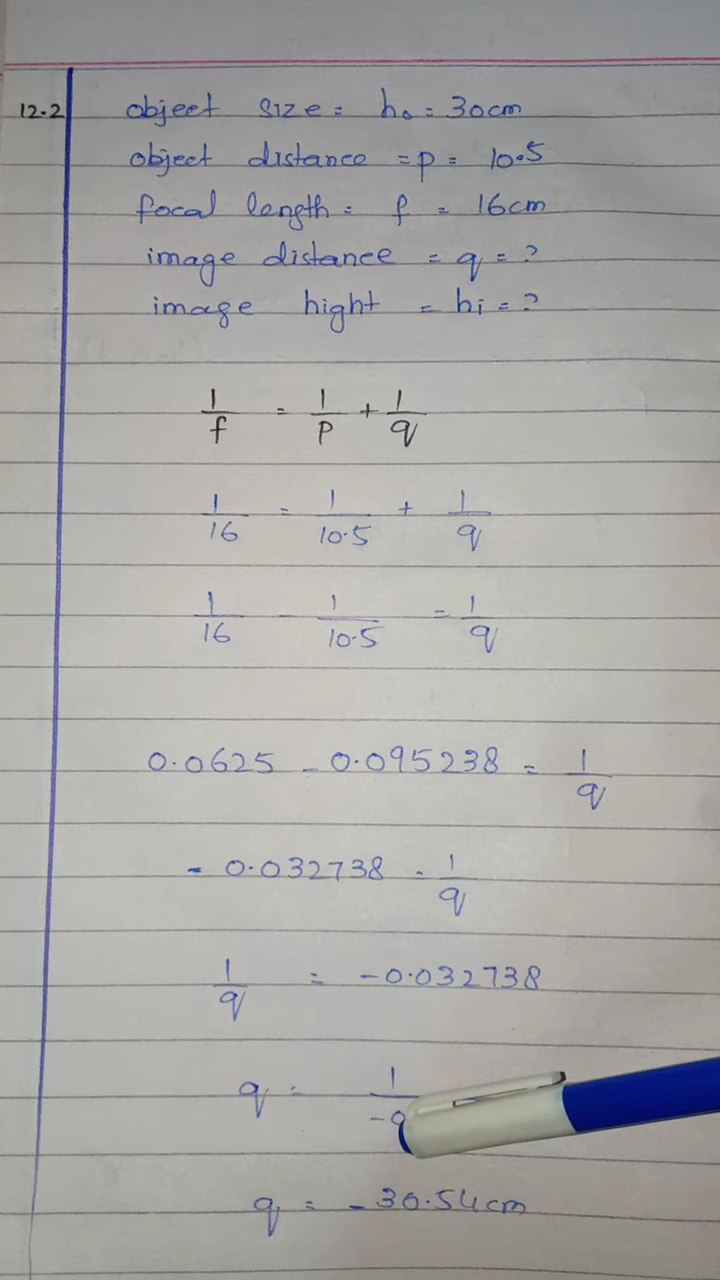 12.2 object size = h₀ = 30cm
object distance = p = 10.5
focal length = f = 16cm
image distance = q = ?
image hight = hi = ?
1/f = 1/p + 1/q
1/16 = 1/10.5 + 1/q
1/16 - 1/10.5 = 1/q
0.0625 - 0.095238 = 1/q
- 0.032738 = 1/q
1/q = -0.032738
q = 1/-0
q = -30.54cm